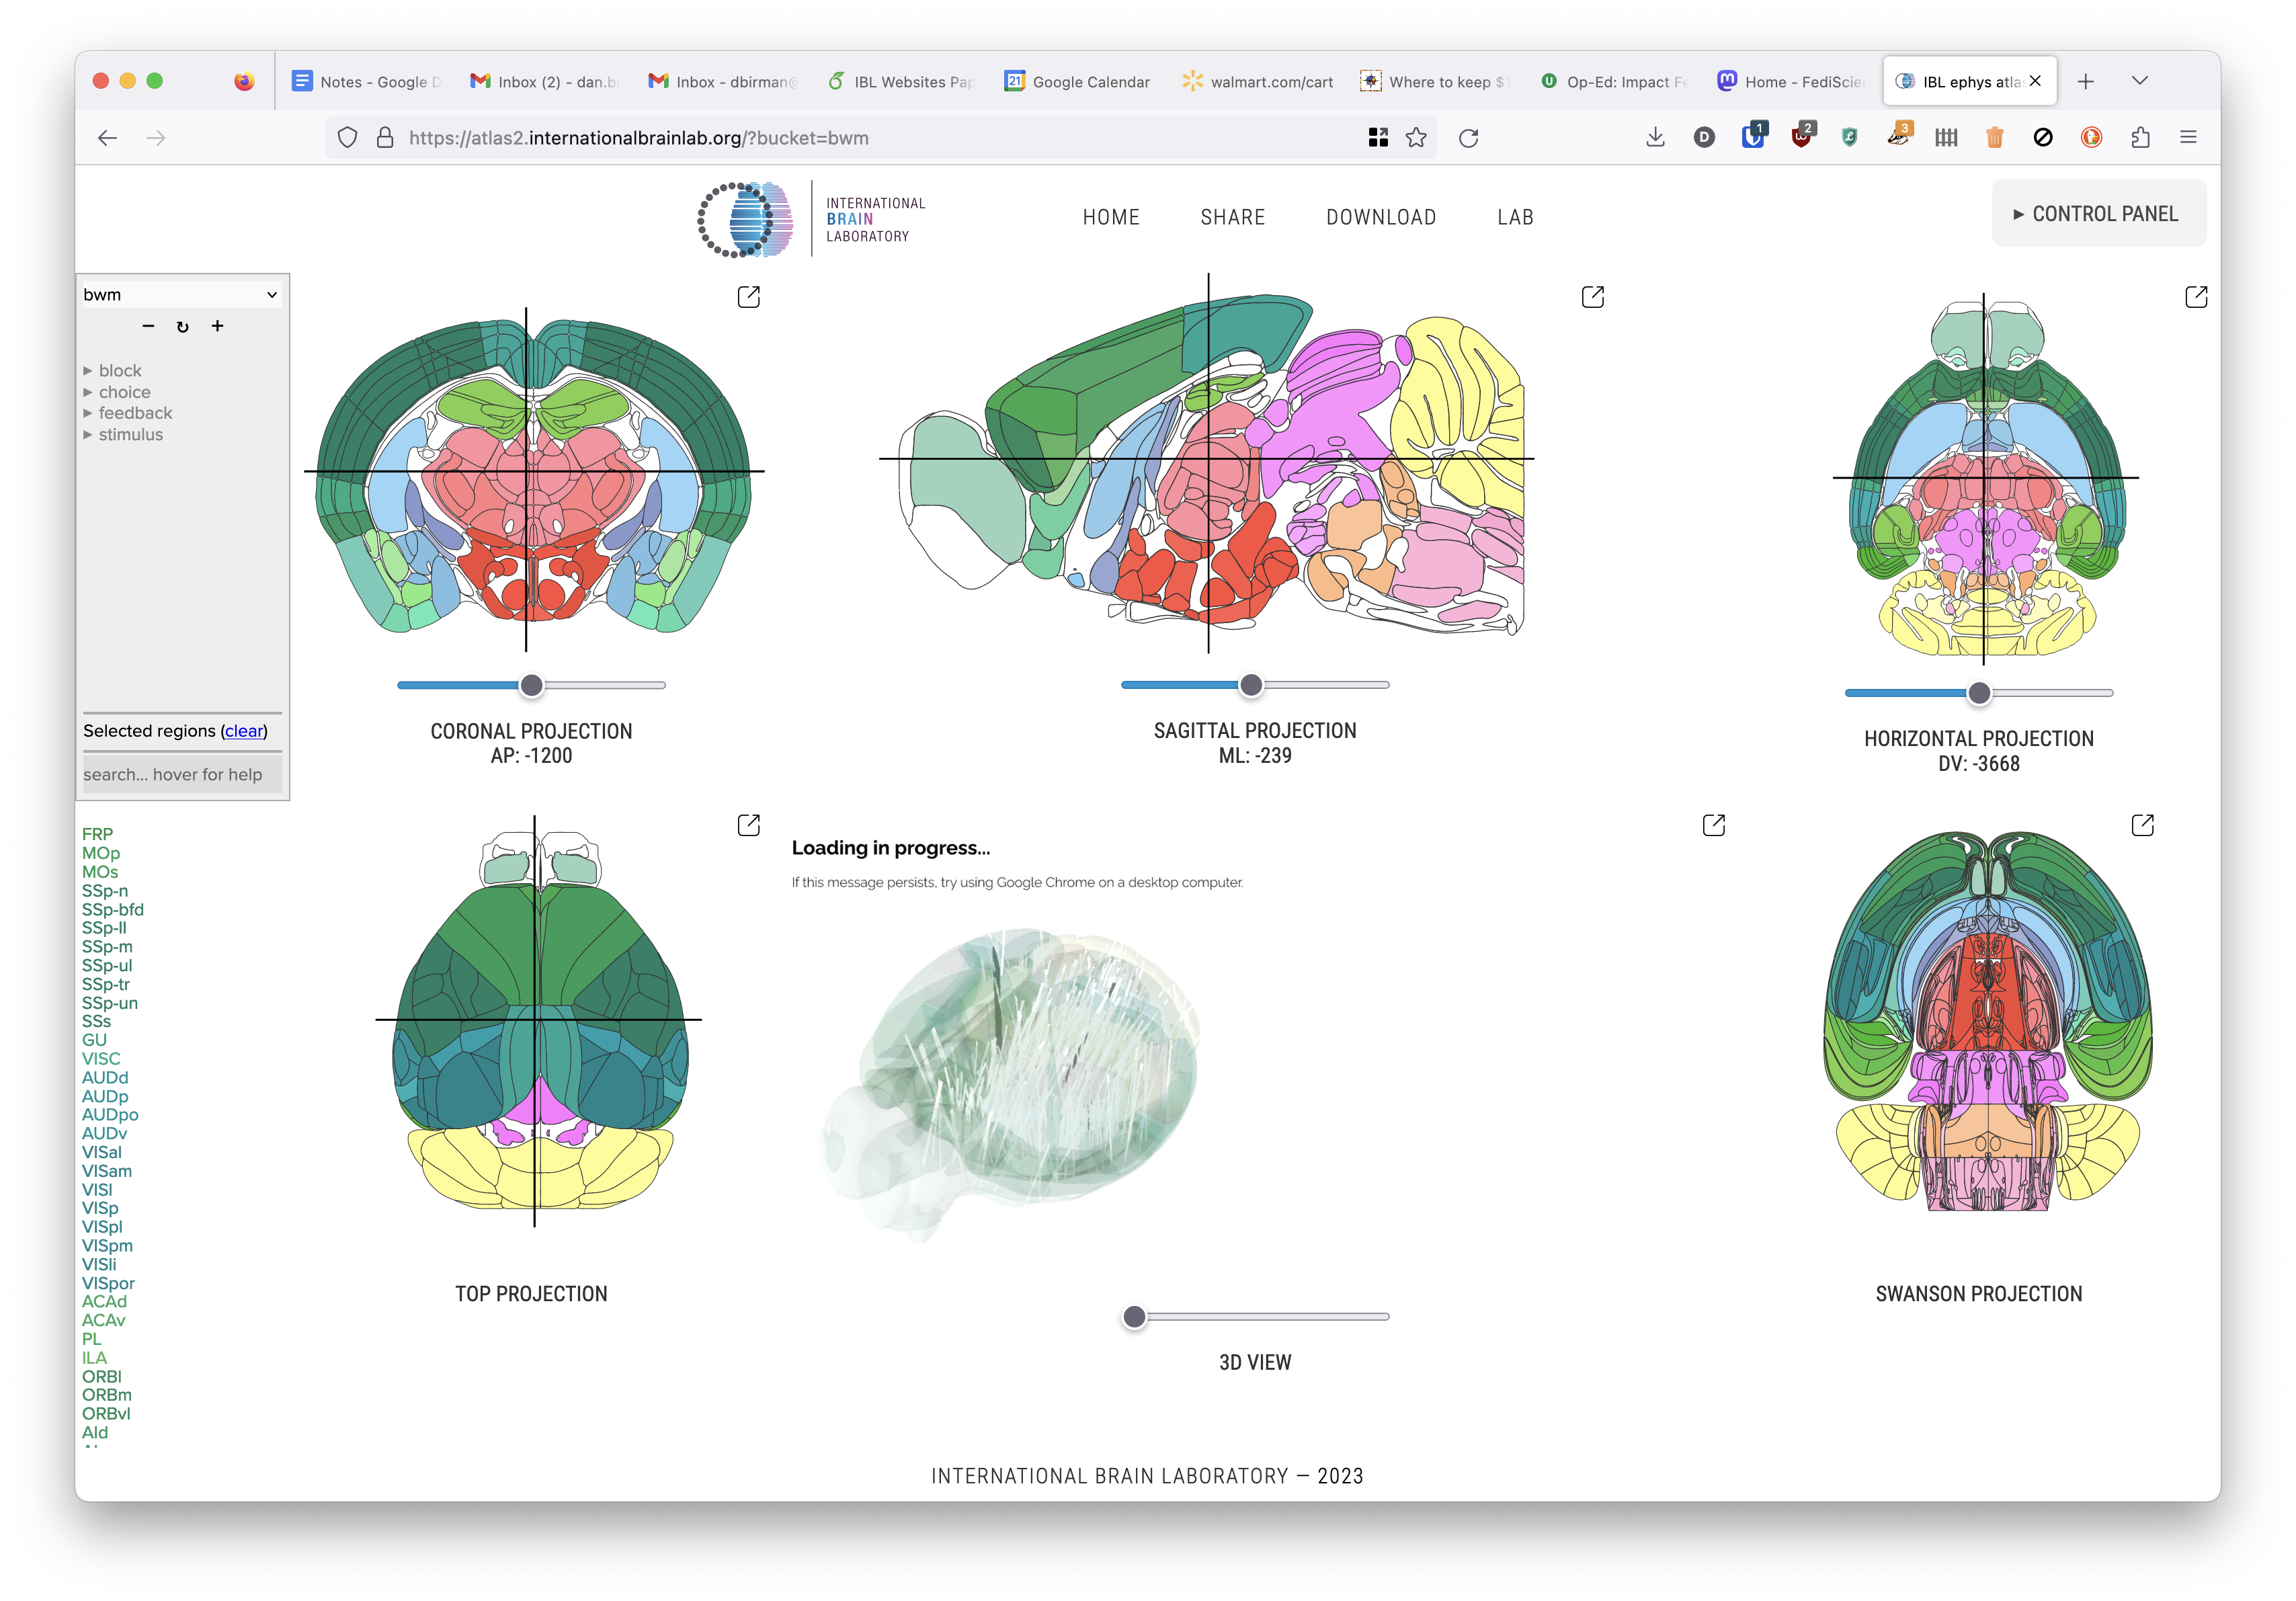 Notes - Google D
Inbox (2) - dan.b
Inbox - dbirman@
IBL Websites Pap
21
Google Calendar
walmart.com/cart
Where to keep $
U
Op-Ed: Impact Fe
Home - FediScie
IBL ephys atla
https://atlas2.internationalbrainlab.org/?bucket=bwm
D
1
2
3
INTERNATIONAL
BRAIN
LABORATORY
HOME
SHARE
DOWNLOAD
LAB
CONTROL PANEL
bwm
− ↻ +
block
choice
feedback
stimulus
Selected regions (clear)
search... hover for help
CORONAL PROJECTION
AP: -1200
SAGITTAL PROJECTION
ML: -239
HORIZONTAL PROJECTION
DV: -3668
FRP
MOp
MOs
SSp-n
SSp-bfd
SSp-ll
SSp-m
SSp-ul
SSp-tr
SSp-un
SSs
GU
VISC
AUDd
AUDp
AUDpo
AUDv
VISal
VISam
VISl
VISp
VISpl
VISpm
VISli
VISpor
ACAd
ACAv
PL
ILA
ORBl
ORBm
ORBvl
AId
Loading in progress...
If this message persists, try using Google Chrome on a desktop computer.
TOP PROJECTION
3D VIEW
SWANSON PROJECTION
INTERNATIONAL BRAIN LABORATORY — 2023